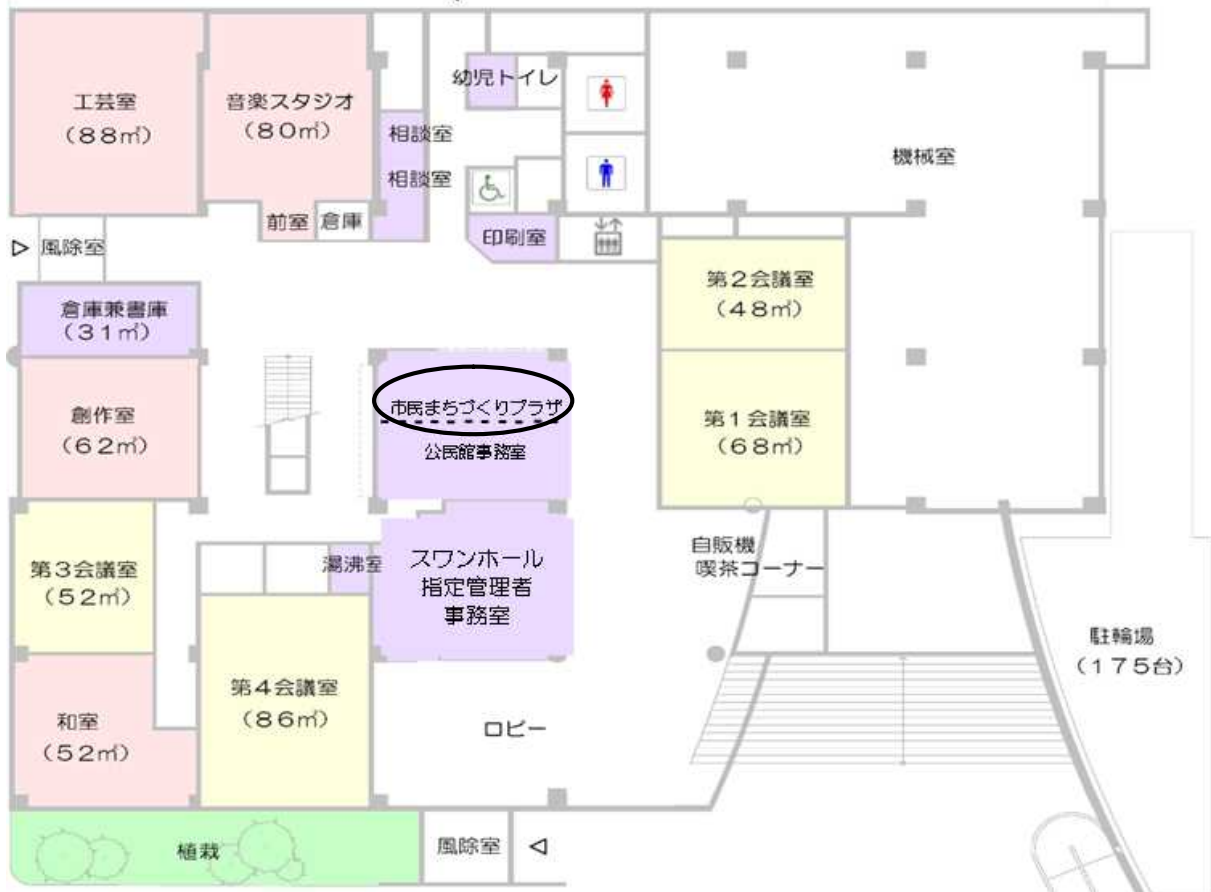 工芸室
(88㎡)
音楽スタジオ
(80㎡)
相談室
相談室
幼児トイレ
機械室
前室
倉庫
印刷室
風除室
倉庫兼書庫
(31㎡)
第2会議室
(48㎡)
創作室
(62㎡)
市民まちづくりプラザ
公民館事務室
第1会議室
(68㎡)
第3会議室
(52㎡)
湯沸室
スワンホール
指定管理者
事務室
自販機
喫茶コーナー
駐輪場
(175台)
第4会議室
(86㎡)
和室
(52㎡)
ロビー
植栽
風除室